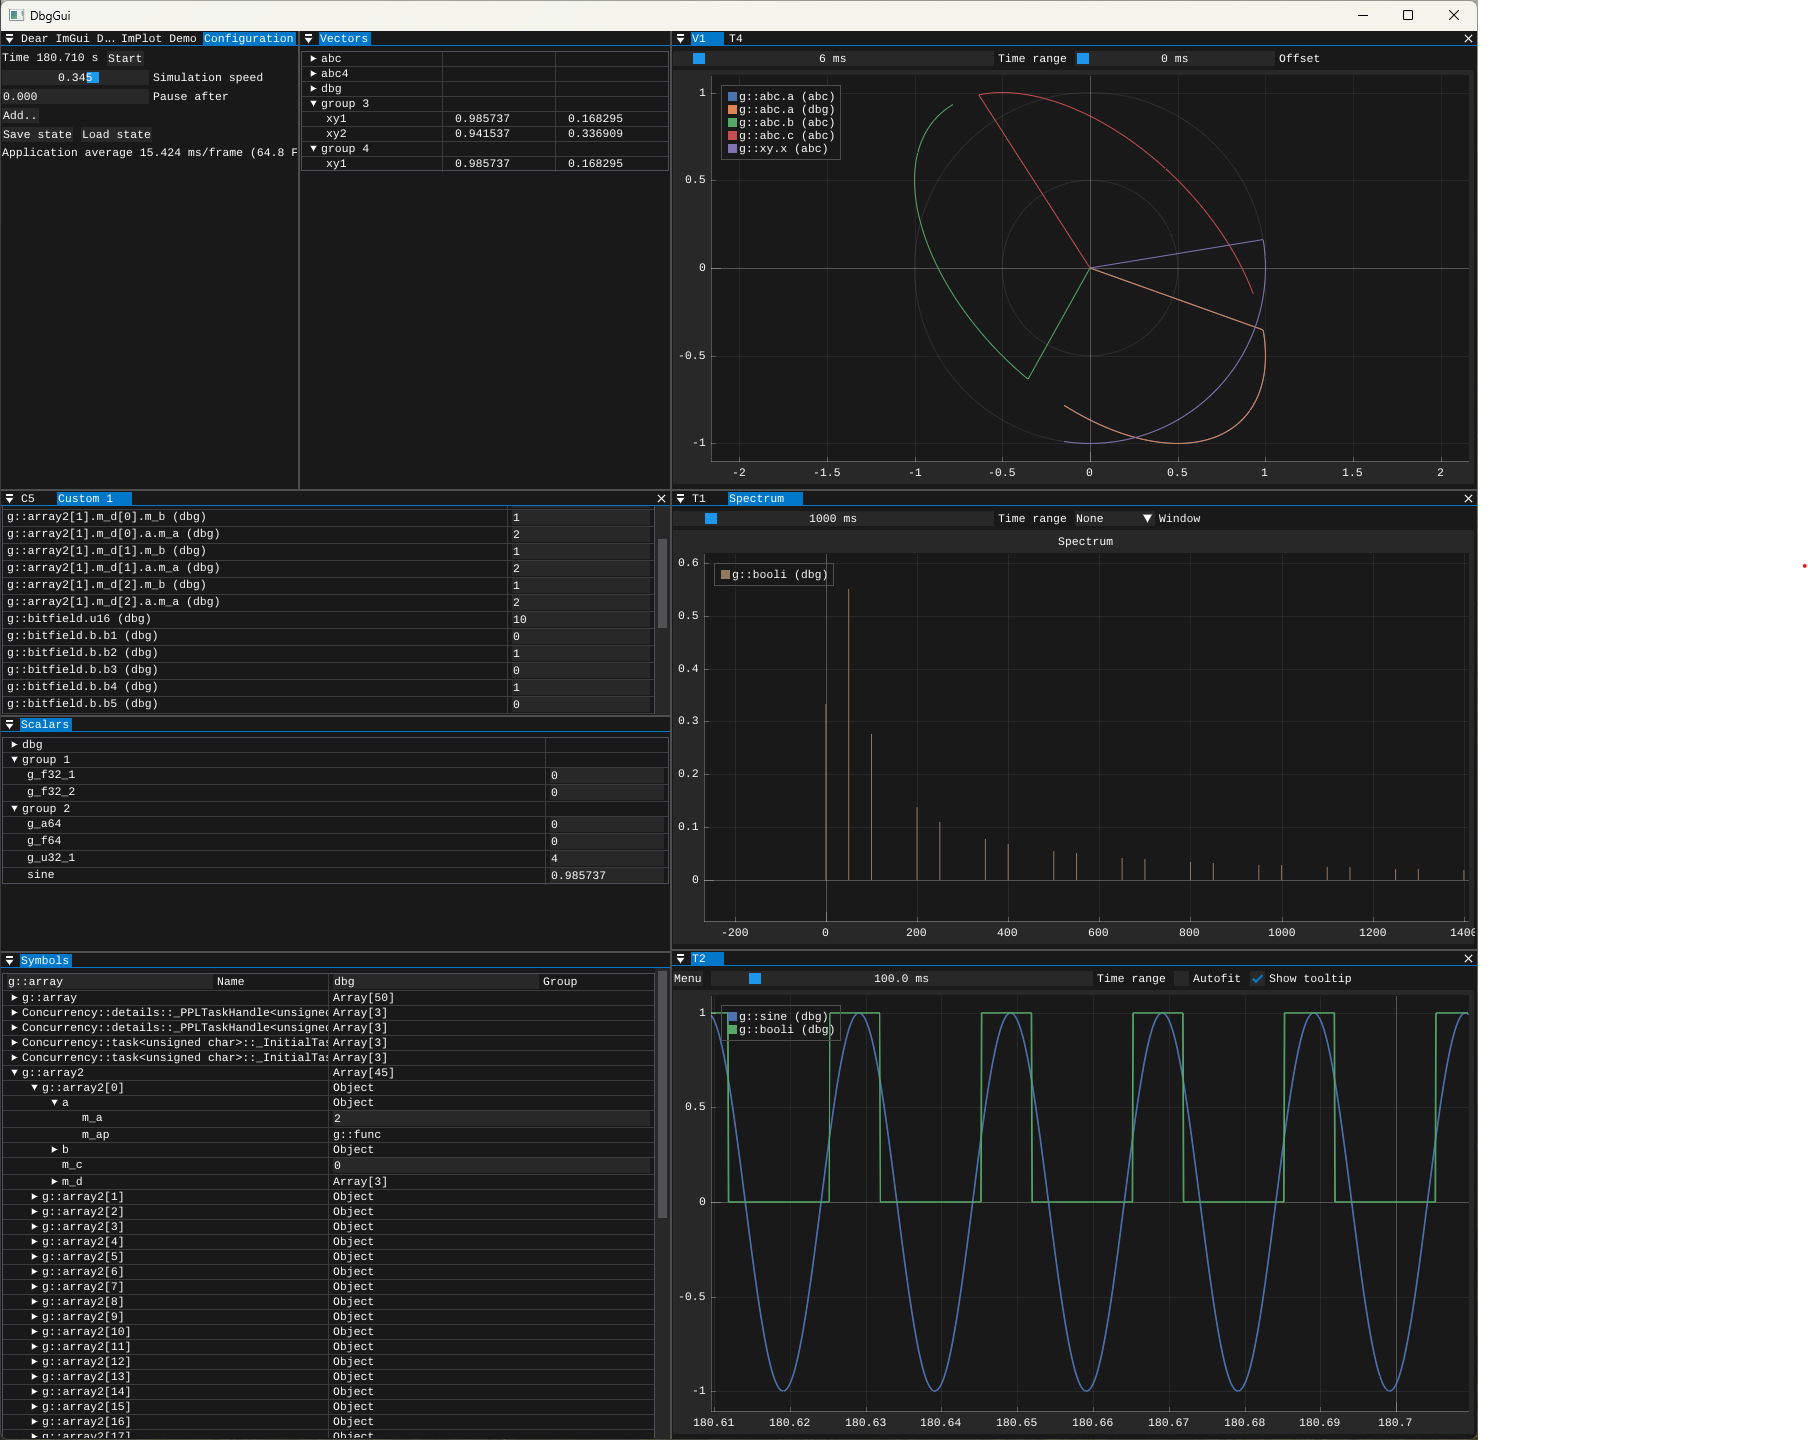 DbgGui
Dear ImGui D... ImPlot Demo Configuration
Time 180.710 s Start
0.345 Simulation speed
0.000 Pause after
Add..
Save state Load state
Application average 15.424 ms/frame (64.8 F
Vectors
abc
abc4
dbg
group 3
xy1 0.985737 0.168295
xy2 0.941537 0.336909
group 4
xy1 0.985737 0.168295
V1 T4
6 ms Time range 0 ms Offset
g::abc.a (abc)
g::abc.a (dbg)
g::abc.b (abc)
g::abc.c (abc)
g::xy.x (abc)
1
0.5
0
-0.5
-1
-2 -1.5 -1 -0.5 0 0.5 1 1.5 2
C5 Custom 1
g::array2[1].m_d[0].m_b (dbg) 1
g::array2[1].m_d[0].a.m_a (dbg) 2
g::array2[1].m_d[1].m_b (dbg) 1
g::array2[1].m_d[1].a.m_a (dbg) 2
g::array2[1].m_d[2].m_b (dbg) 1
g::array2[1].m_d[2].a.m_a (dbg) 2
g::bitfield.u16 (dbg) 10
g::bitfield.b.b1 (dbg) 0
g::bitfield.b.b2 (dbg) 1
g::bitfield.b.b3 (dbg) 0
g::bitfield.b.b4 (dbg) 1
g::bitfield.b.b5 (dbg) 0
Scalars
dbg
group 1
g_f32_1 0
g_f32_2 0
group 2
g_a64 0
g_f64 0
g_u32_1 4
sine 0.985737
T1 Spectrum
1000 ms Time range None Window
Spectrum
g::booli (dbg)
0.6
0.5
0.4
0.3
0.2
0.1
0
-200 0 200 400 600 800 1000 1200 1400
Symbols
g::array Name dbg Group
g::array Array[50]
Concurrency::details::_PPLTaskHandle<unsigned Array[3]
Concurrency::details::_PPLTaskHandle<unsigned Array[3]
Concurrency::task<unsigned char>::_InitialTas Array[3]
Concurrency::task<unsigned char>::_InitialTas Array[3]
g::array2 Array[45]
g::array2[0] Object
a Object
m_a 2
m_ap g::func
b Object
m_c 0
m_d Array[3]
g::array2[1] Object
g::array2[2] Object
g::array2[3] Object
g::array2[4] Object
g::array2[5] Object
g::array2[6] Object
g::array2[7] Object
g::array2[8] Object
g::array2[9] Object
g::array2[10] Object
g::array2[11] Object
g::array2[12] Object
g::array2[13] Object
g::array2[14] Object
g::array2[15] Object
g::array2[16] Object
g::array2[17] Object
T2
Menu 100.0 ms Time range Autofit Show tooltip
g::sine (dbg)
g::booli (dbg)
1
0.5
0
-0.5
-1
180.61 180.62 180.63 180.64 180.65 180.66 180.67 180.68 180.69 180.7